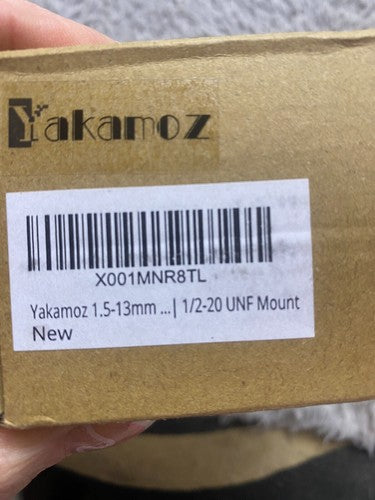 Yakamoz
X001MNR8TL
Yakamoz 1.5-13mm ...| 1/2-20 UNF Mount
New